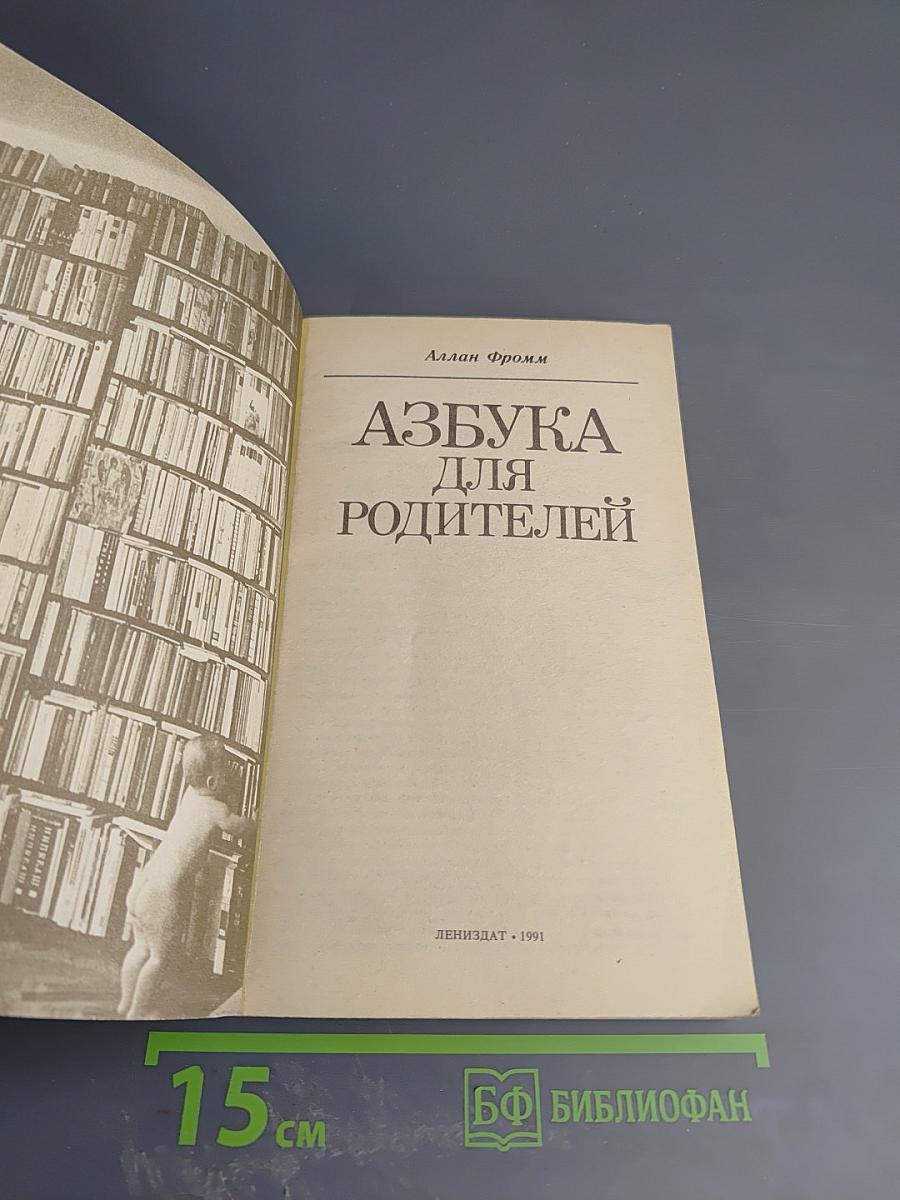 Аллан Фромм
АЗБУКА
ДЛЯ
РОДИТЕЛЕЙ
ЛЕНИЗДАТ • 1991
15 см
БФ БИБЛИОФАН